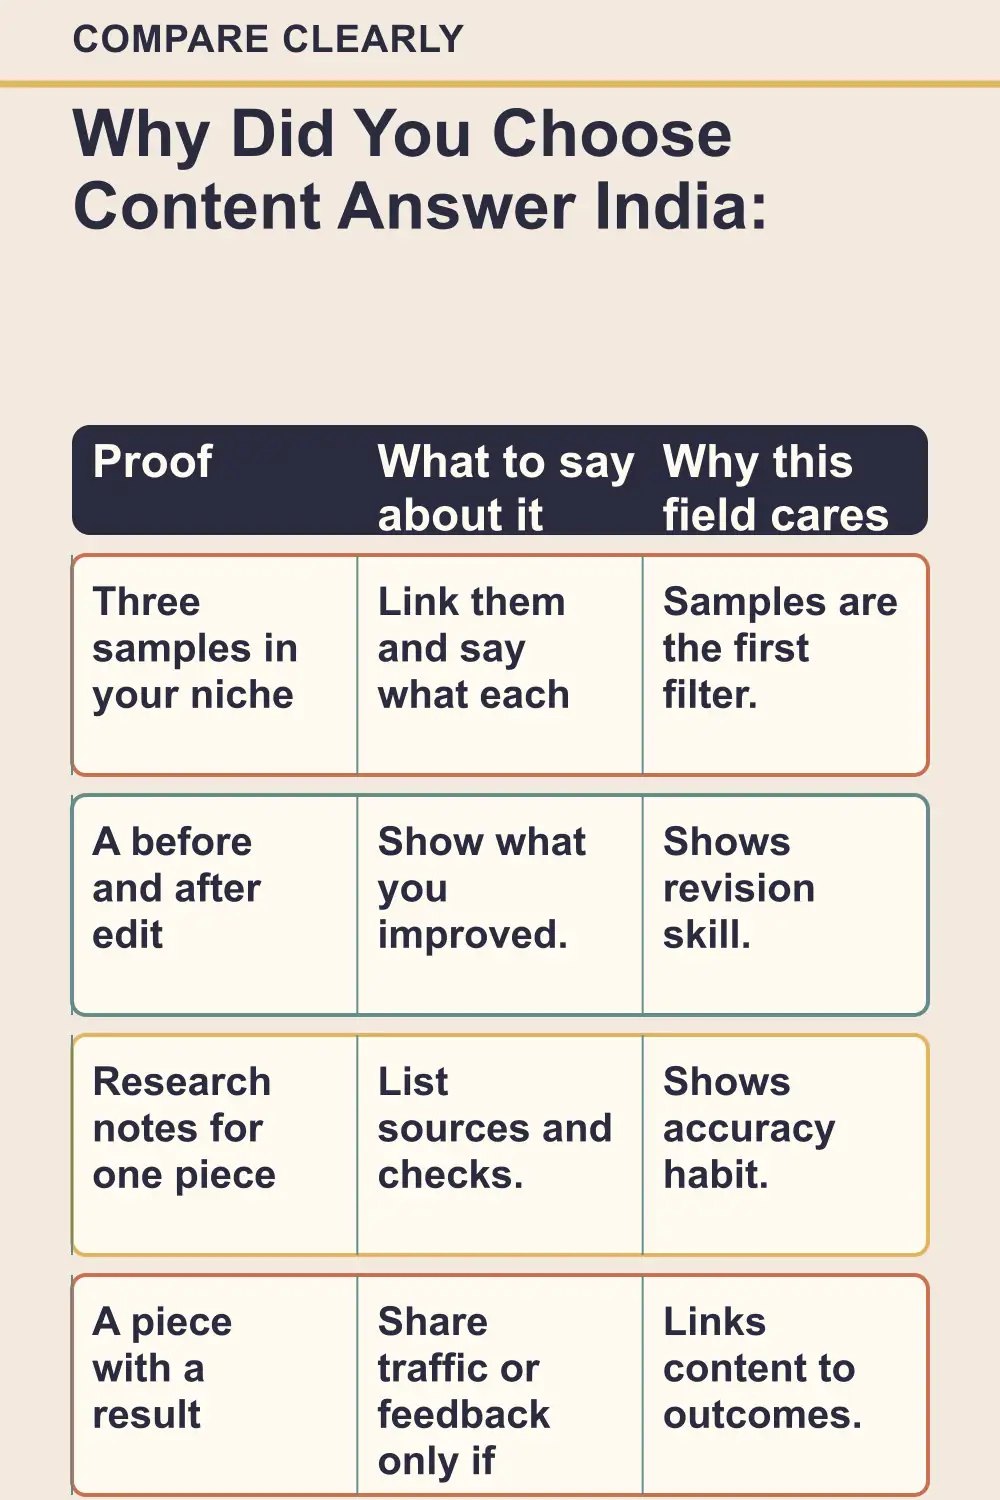 COMPARE CLEARLY
Why Did You Choose
Content Answer India:
Proof
What to say
about it
Why this
field cares
Three
samples in
your niche
Link them
and say
what each
Samples are
the first
filter.
A before
and after
edit
Show what
you
improved.
Shows
revision
skill.
Research
notes for
one piece
List
sources and
checks.
Shows
accuracy
habit.
A piece
with a
result
Share
traffic or
feedback
only if
Links
content to
outcomes.